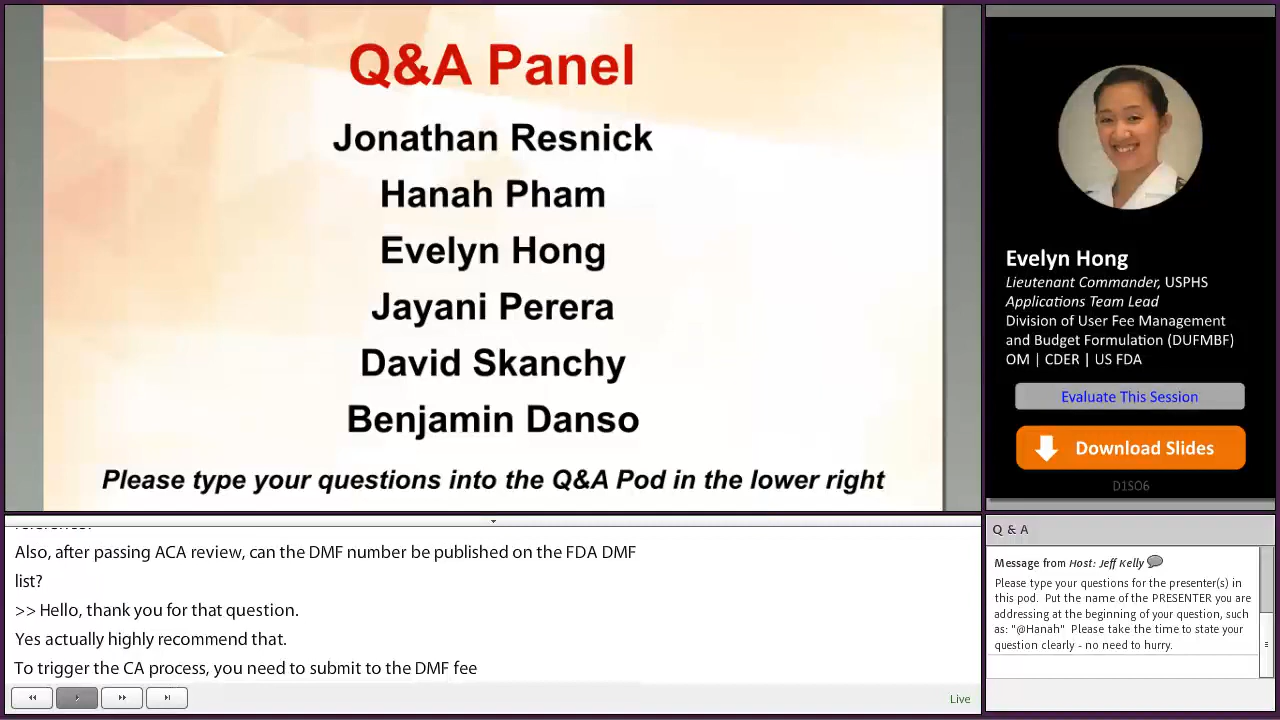 Q&A Panel
Jonathan Resnick
Hanah Pham
Evelyn Hong
Jayani Perera
David Skanchy
Benjamin Danso
Please type your questions into the Q&A Pod in the lower right
Evelyn Hong
Lieutenant Commander, USPHS
Applications Team Lead
Division of User Fee Management
and Budget Formulation (DUFMBF)
OM | CDER | US FDA
Evaluate This Session
Download Slides
D1SO6
Also, after passing ACA review, can the DMF number be published on the FDA DMF
list?
>> Hello, thank you for that question.
Yes actually highly recommend that.
To trigger the CA process, you need to submit to the DMF fee
Live
Q & A
Message from Host: Jeff Kelly
Please type your questions for the presenter(s) in
this pod. Put the name of the PRESENTER you are
addressing at the beginning of your question, such
as: "@Hanah" Please take the time to state your
question clearly - no need to hurry.